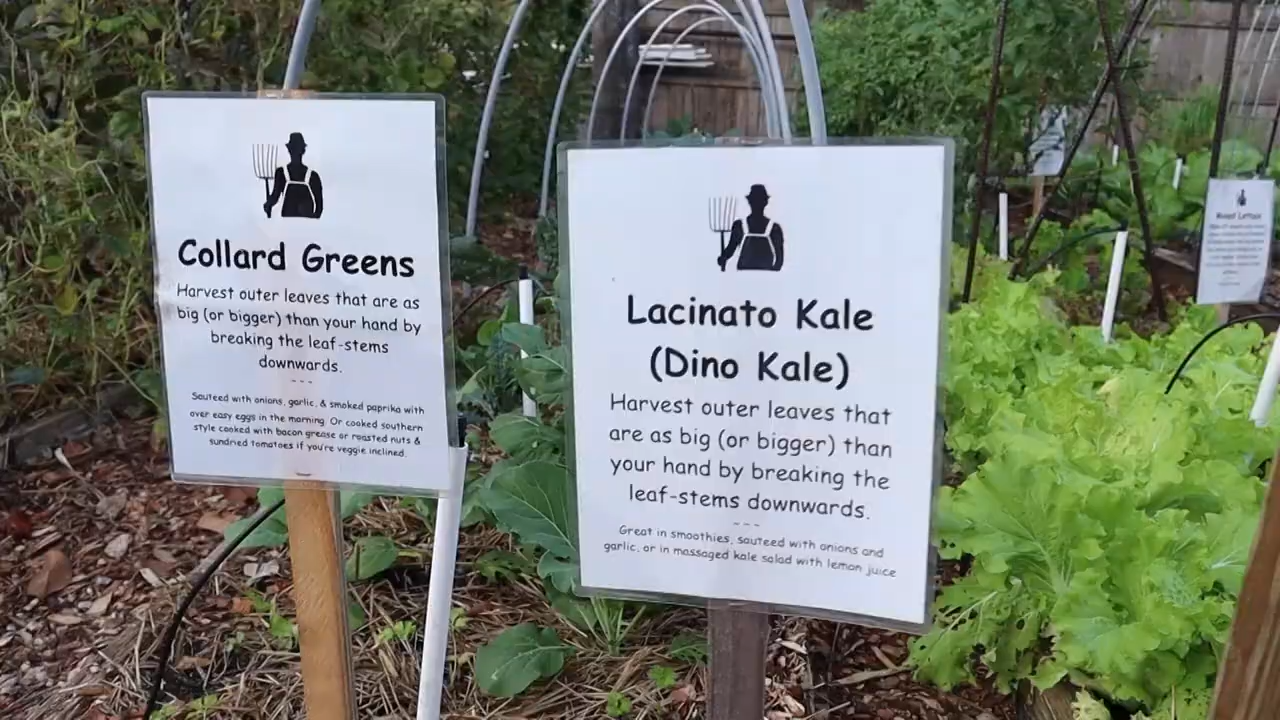 Collard Greens
Harvest outer leaves that are as
big (or bigger) than your hand by
breaking the leaf-stems
downwards.
---
Sauteed with onions, garlic, & smoked paprika with
over easy eggs in the morning. Or cooked southern
style cooked with bacon grease or roasted nuts &
sundried tomatoes if you're veggie inclined.
Lacinato Kale
(Dino Kale)
Harvest outer leaves that
are as big (or bigger) than
your hand by breaking the
leaf-stems downwards.
---
Great in smoothies, sauteed with onions and
garlic, or in massaged kale salad with lemon juice
Lettuce